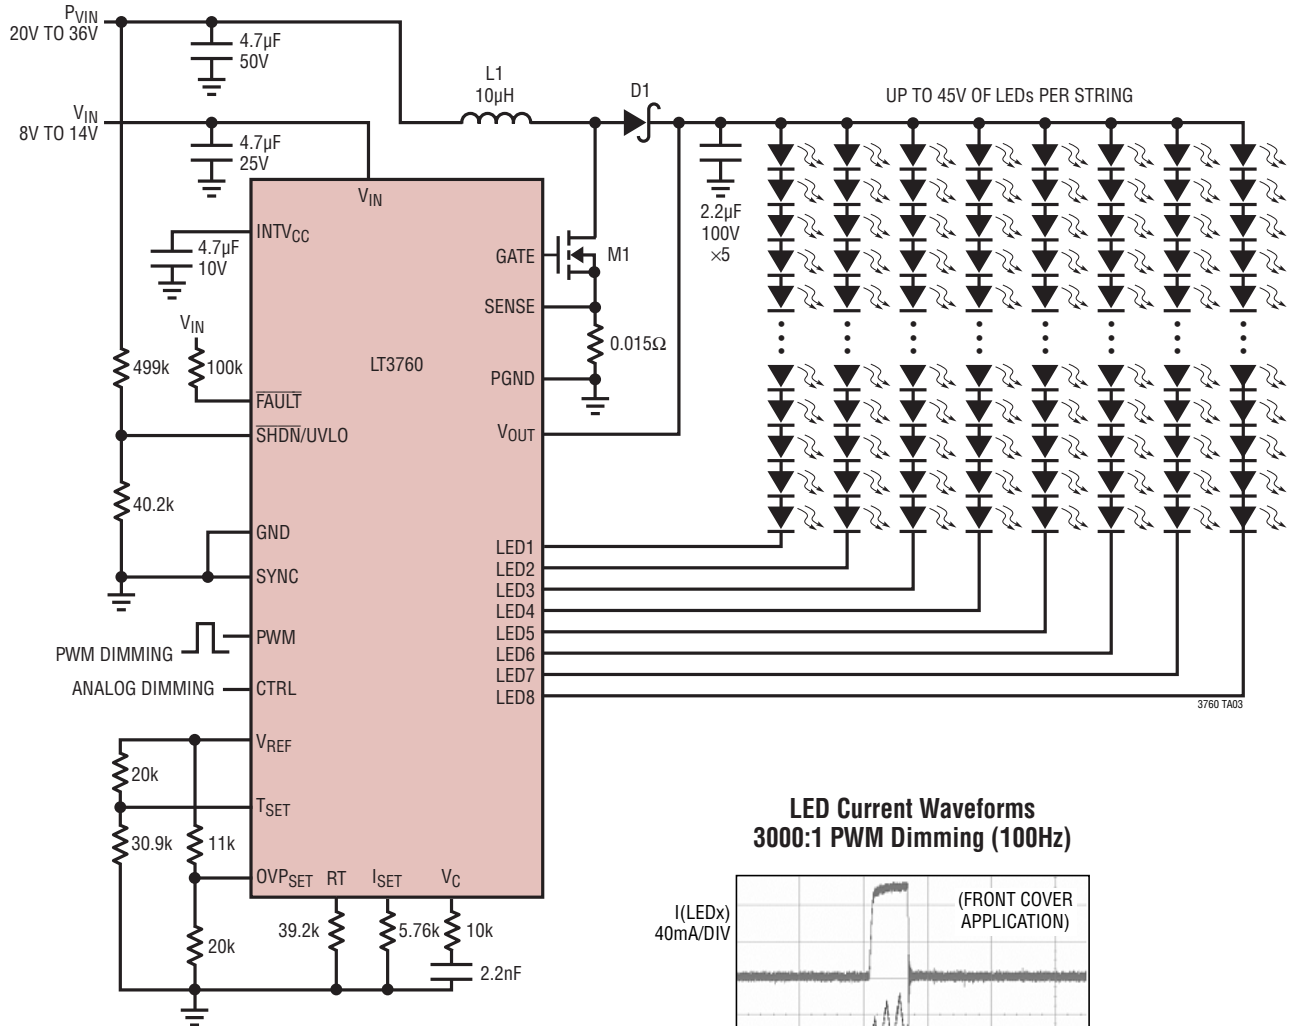 PVIN
20V TO 36V
4.7µF
50V
L1
10µH
D1
UP TO 45V OF LEDs PER STRING
VIN
8V TO 14V
4.7µF
25V
VIN
2.2µF
100V
×5
INTVCC
4.7µF
10V
GATE
M1
SENSE
VIN
499k
100k
LT3760
0.015Ω
PGND
FAULT
SHDN/UVLO
VOUT
40.2k
GND
LED1
SYNC
LED2
LED3
LED4
PWM
LED5
PWM DIMMING
LED6
LED7
ANALOG DIMMING
CTRL
LED8
3760 TA03
VREF
20k
TSET
30.9k
11k
OVPSET
RT
ISET
VC
39.2k
5.76k
10k
20k
2.2nF
LED Current Waveforms
3000:1 PWM Dimming (100Hz)
I(LEDx)
40mA/DIV
(FRONT COVER
APPLICATION)